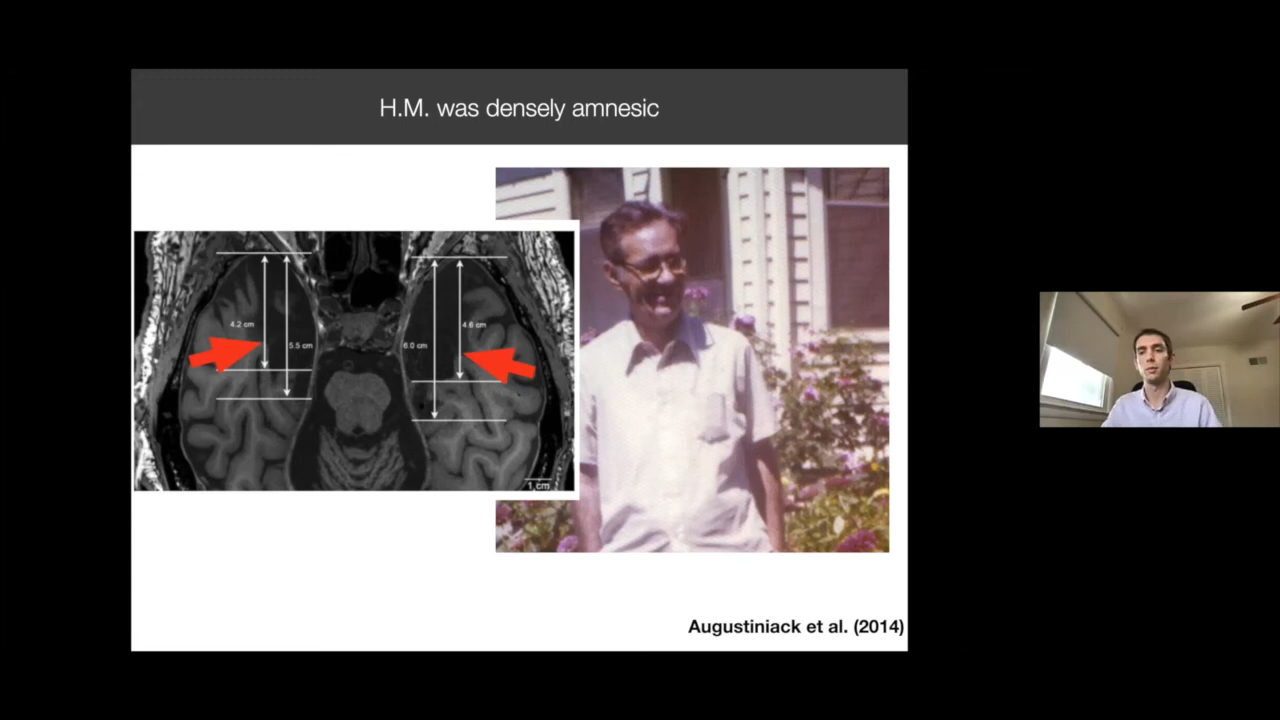 H.M. was densely amnesic
4.2 cm
5.5 cm
6.0 cm
4.6 cm
1 cm
Augustiniack et al. (2014)